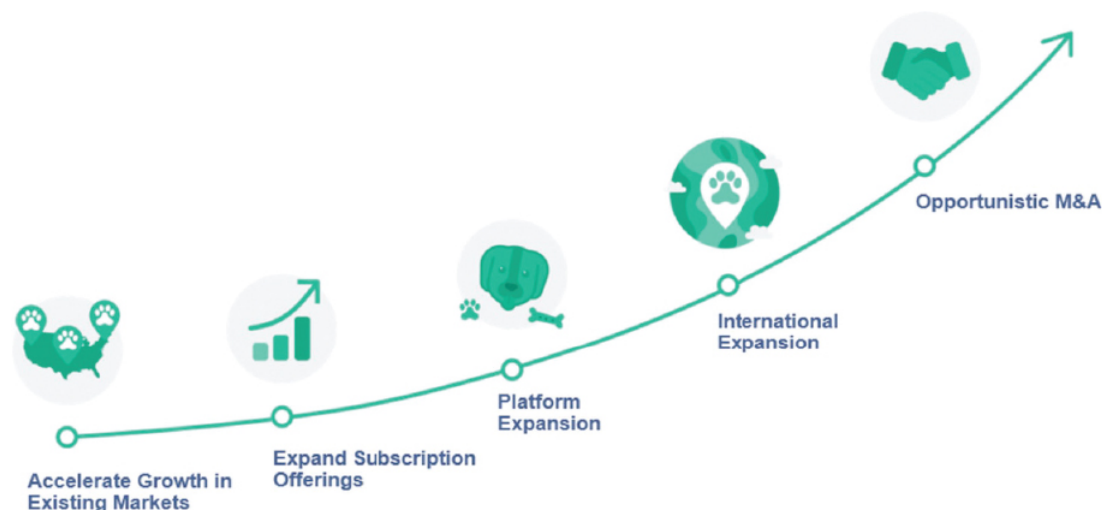 Accelerate Growth in
Existing Markets
Expand Subscription
Offerings
Platform
Expansion
International
Expansion
Opportunistic M&A